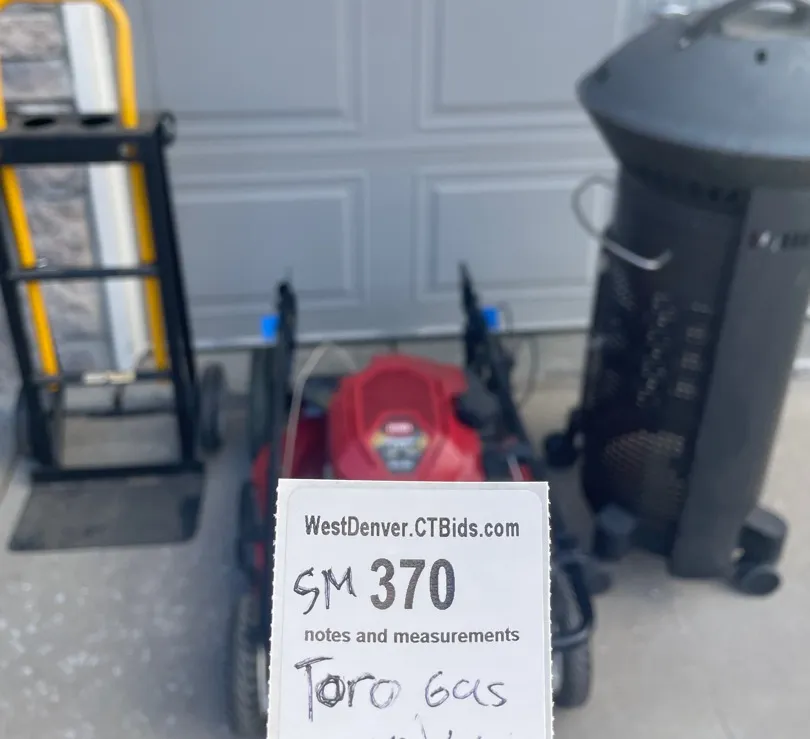 WestDenver.CTBids.com
SM 370
notes and measurements
Toro Gas